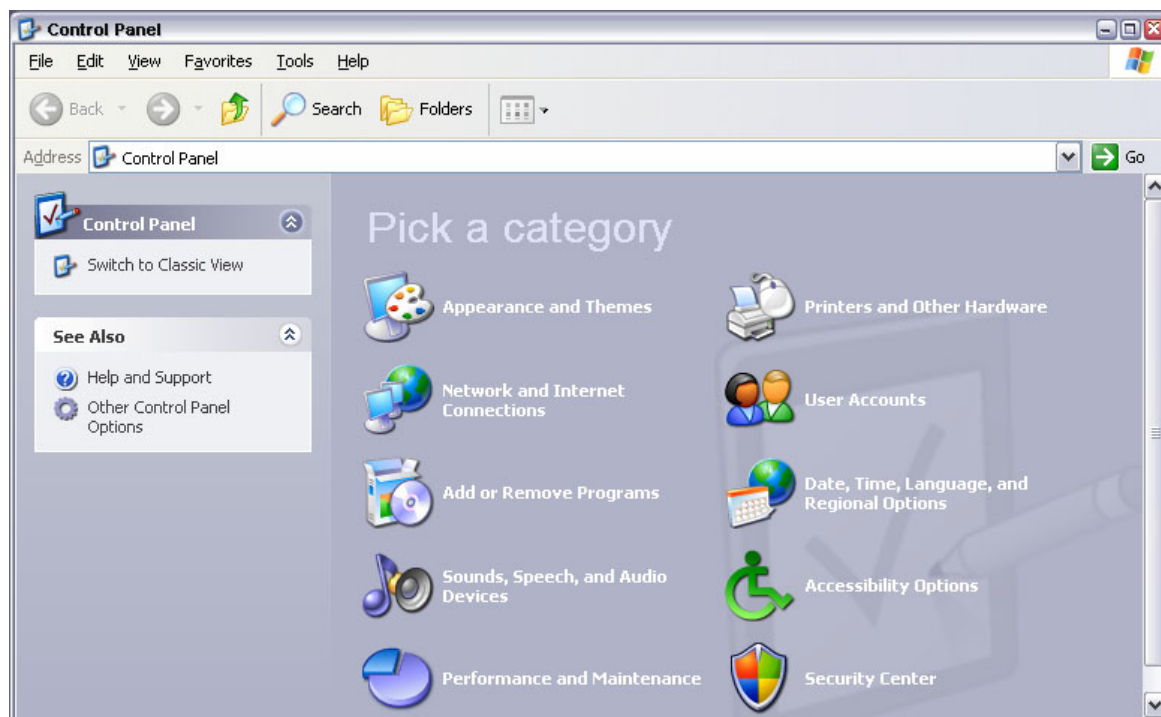 Control Panel
File Edit View Favorites Tools Help
Back Search Folders
Address Control Panel Go
Control Panel
Switch to Classic View
See Also
Help and Support
Other Control Panel
Options
Pick a category
Appearance and Themes
Printers and Other Hardware
Network and Internet
Connections
User Accounts
Add or Remove Programs
Date, Time, Language, and
Regional Options
Sounds, Speech, and Audio
Devices
Accessibility Options
Performance and Maintenance
Security Center